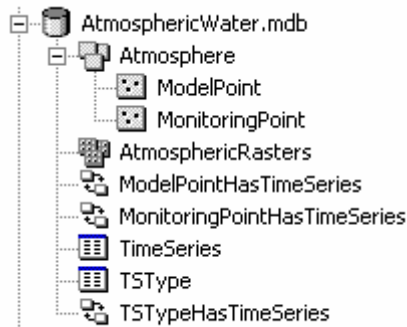 AtmosphericWater.mdb
Atmosphere
ModelPoint
MonitoringPoint
AtmosphericRasters
ModelPointHasTimeSeries
MonitoringPointHasTimeSeries
TimeSeries
TSType
TSTypeHasTimeSeries